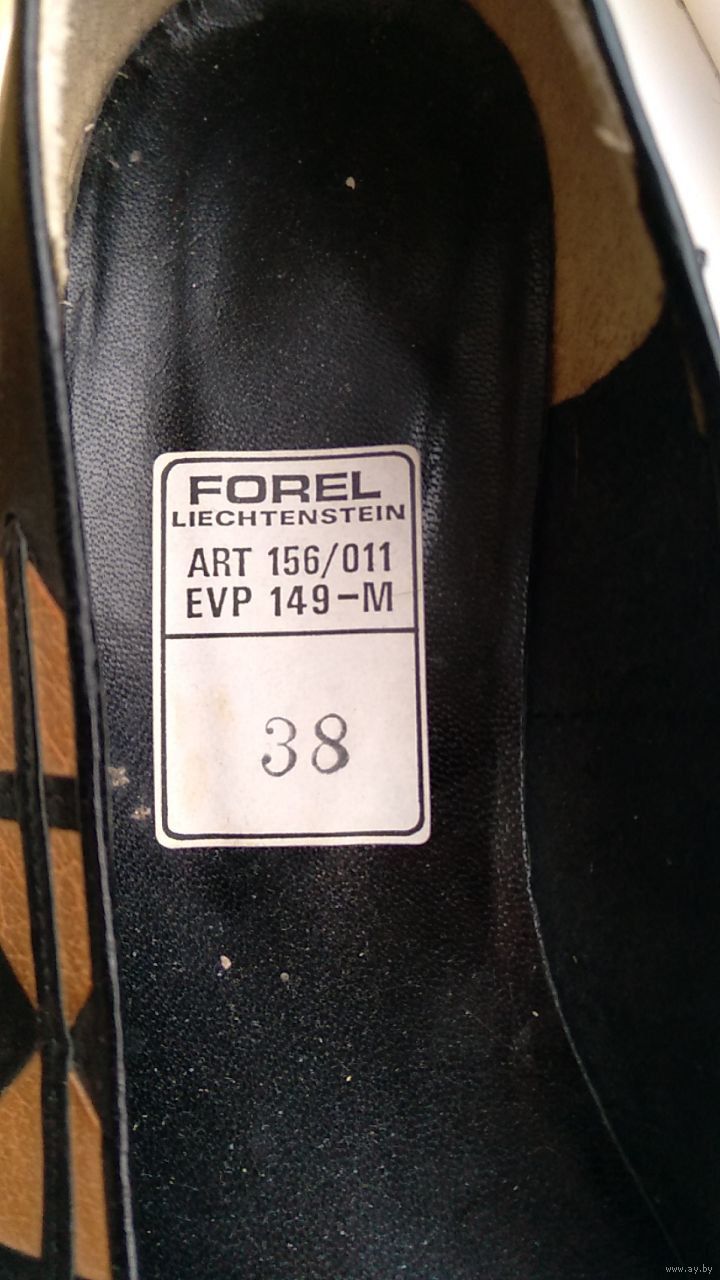 FOREL
LIECHTENSTEIN
ART 156/011
EVP 149-M
38
www.ay.by